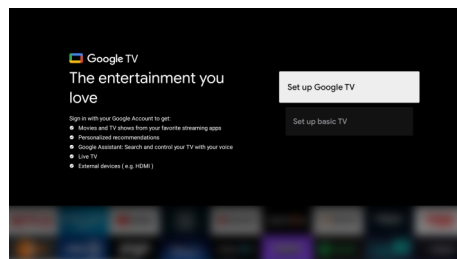 Google TV
The entertainment you
love
Sign in with your Google Account to get:
Movies and TV shows from your favorite streaming apps
Personalized recommendations
Google Assistant: Search and control your TV with your voice
Live TV
External devices ( e.g. HDMI )
Set up Google TV
Set up basic TV